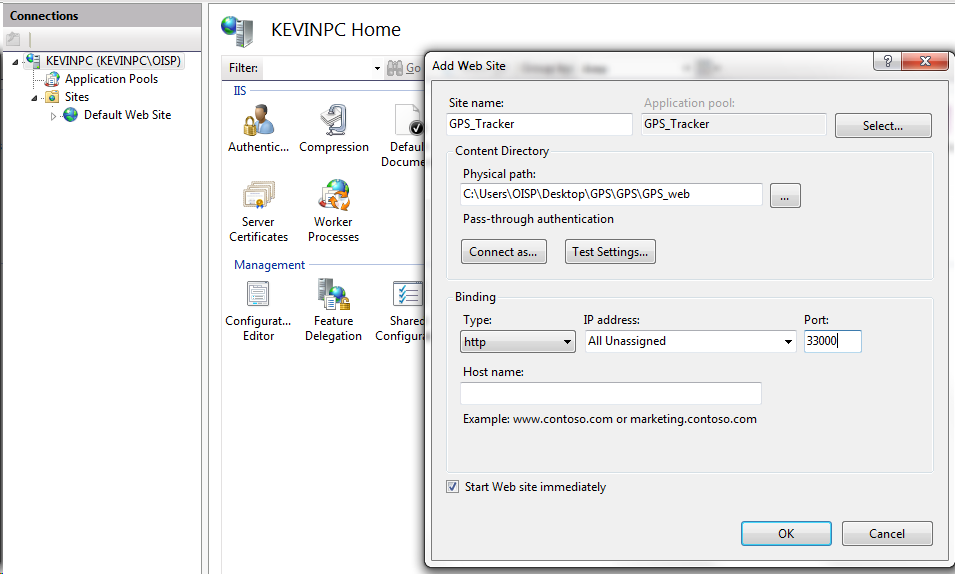 Connections
KEVINPC (KEVINPC\OISP)
Application Pools
Sites
Default Web Site
KEVINPC Home
Filter:
Go
IIS
Authentic...
Compression
Defaul
Docume
Server
Certificates
Worker
Processes
Management
Configurat...
Editor
Feature
Delegation
Shared
Configura
Add Web Site
Site name:
Application pool:
GPS_Tracker
GPS_Tracker
Select...
Content Directory
Physical path:
C:\Users\OISP\Desktop\GPS\GPS\GPS_web
...
Pass-through authentication
Connect as...
Test Settings...
Binding
Type:
IP address:
Port:
http
All Unassigned
33000
Host name:
Example: www.contoso.com or marketing.contoso.com
Start Web site immediately
OK
Cancel